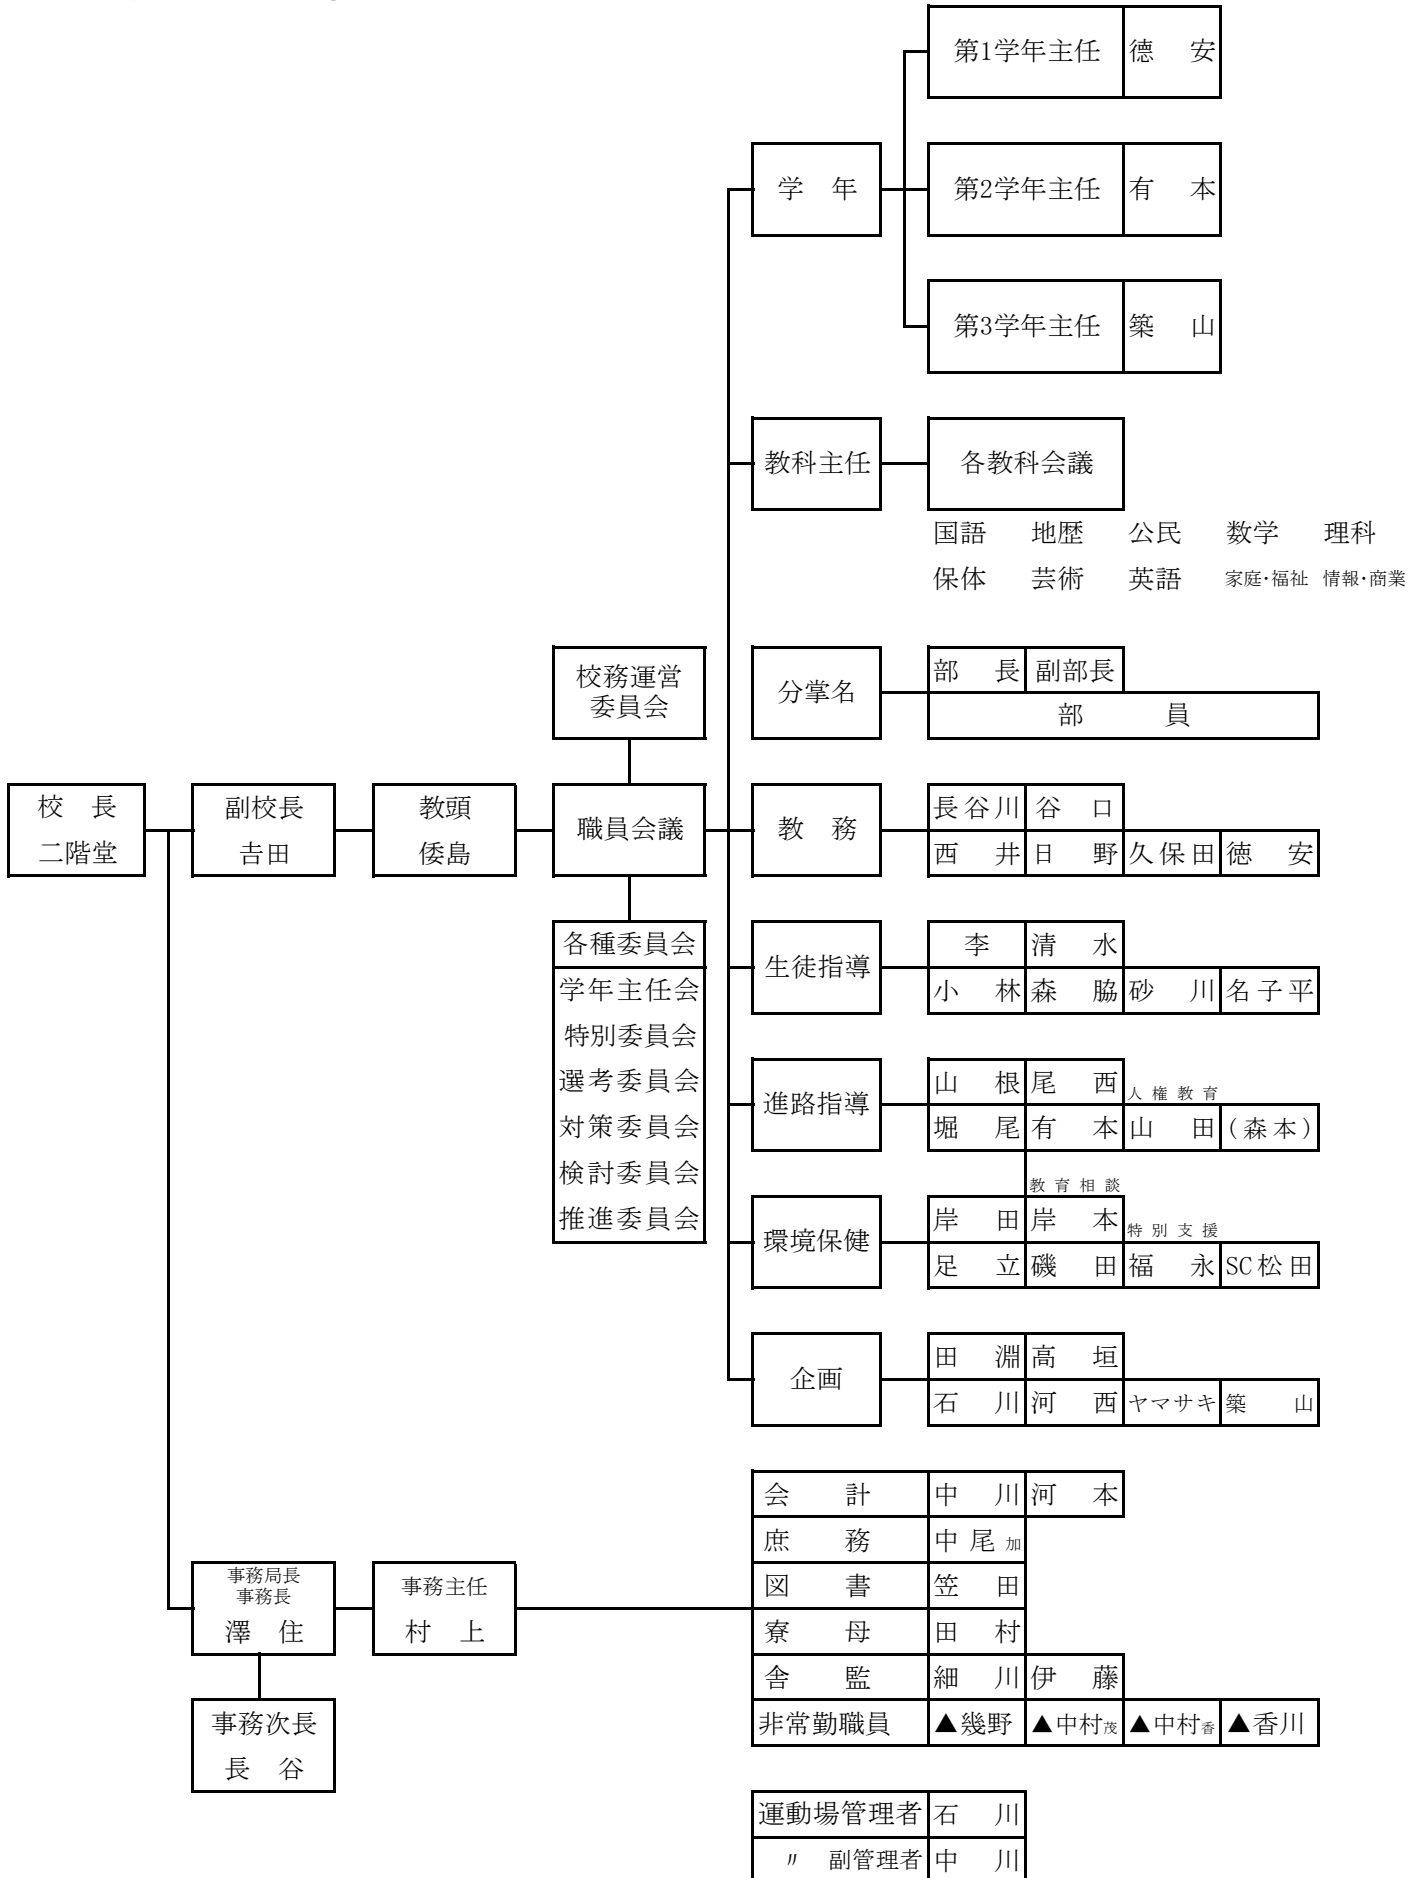 第1学年主任 徳 安
学 年 第2学年主任 有 本
第3学年主任 築 山
教科主任 各教科会議
国語 地歴 公民 数学 理科
保体 芸術 英語 家庭・福祉 情報・商業
校務運営
委員会
分掌名 部 長 副部長
部 員
校 長
二階堂
副校長
𠮷田
教頭
倭島
職員会議
教 務 長谷川 谷 口
西 井 日 野 久保田 徳 安
各種委員会
学年主任会
特別委員会
選考委員会
対策委員会
検討委員会
推進委員会
生徒指導 李 清 水
小 林 森 脇 砂 川 名子平
進路指導 山 根 尾 西 人権教育
堀 尾 有 本 山 田 (森本)
教育相談
環境保健 岸 田 岸 本 特別支援
足 立 磯 田 福 永 SC松田
企画 田 淵 高 垣
石 川 河 西 ヤマサキ 築 山
会 計 中 川 河 本
庶 務 中尾加
図 書 笠 田
寮 母 田 村
舎 監 細 川 伊 藤
非常勤職員 ▲幾野 ▲中村茂 ▲中村香 ▲香川
事務局長
事務長
澤 住
事務主任
村 上
事務次長
長 谷
運動場管理者 石 川
〃 副管理者 中 川